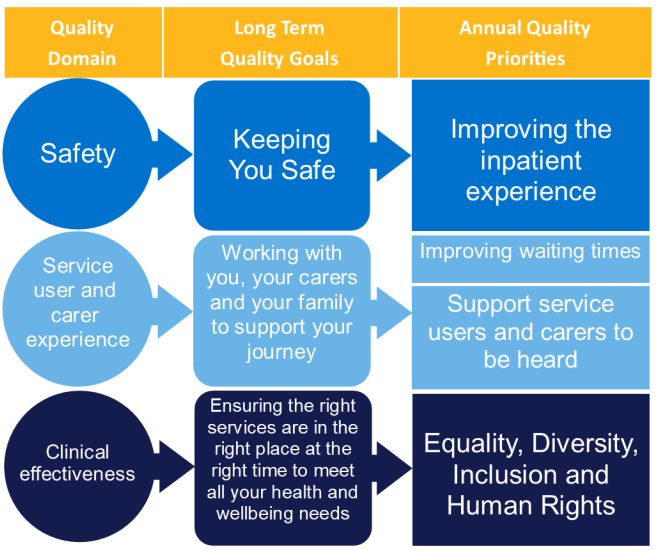 Quality
Domain
Long Term
Quality Goals
Annual Quality
Priorities
Safety
Keeping
You Safe
Improving the
inpatient
experience
Service
user and
carer
experience
Working with
you, your carers
and your family
to support your
journey
Improving waiting times
Support service
users and carers to
be heard
Clinical
effectiveness
Ensuring the right
services are in the
right place at the
right time to meet
all your health and
wellbeing needs
Equality, Diversity,
Inclusion and
Human Rights